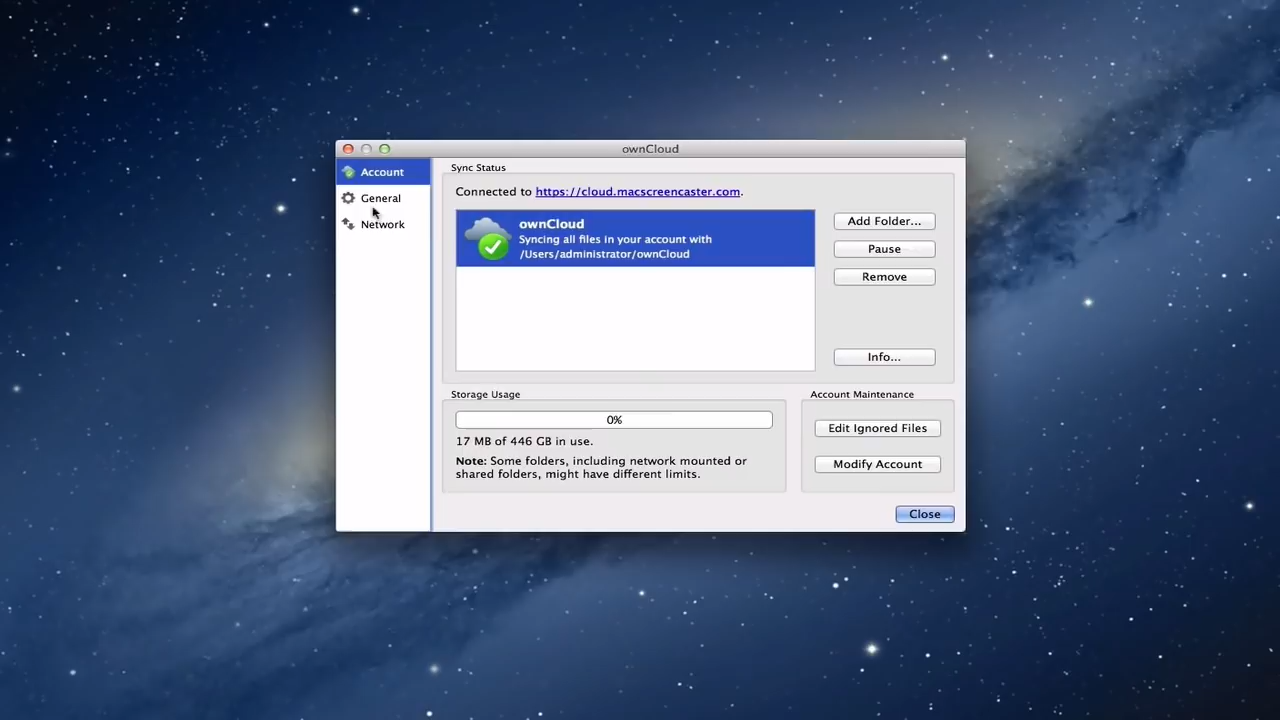 ownCloud
Account
General
Network
Sync Status
Connected to https://cloud.macscreencaster.com.
ownCloud
Syncing all files in your account with
/Users/administrator/ownCloud
Add Folder...
Pause
Remove
Info...
Storage Usage
0%
17 MB of 446 GB in use.
Note: Some folders, including network mounted or
shared folders, might have different limits.
Account Maintenance
Edit Ignored Files
Modify Account
Close